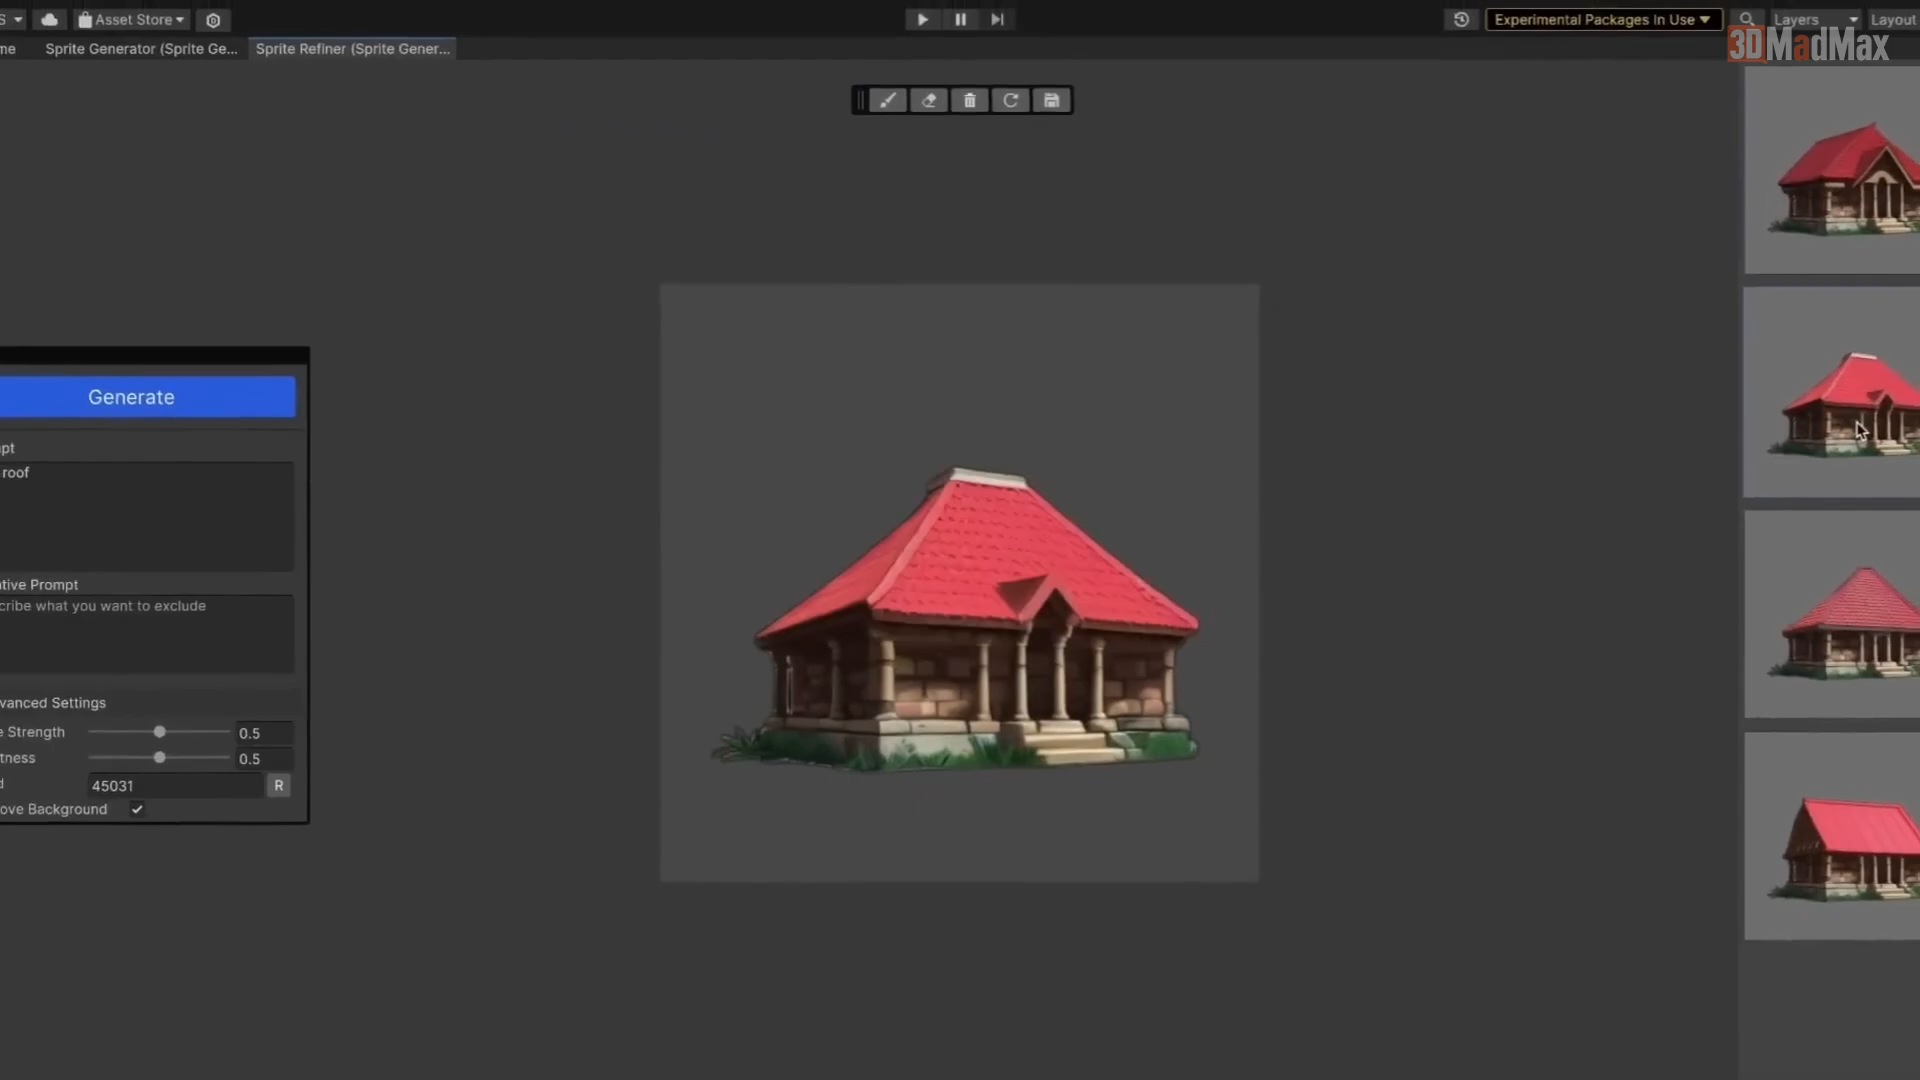 S
Asset Store
Experimental Packages In Use
Layers
Layout
3DMadMax
me
Sprite Generator (Sprite Ge...
Sprite Refiner (Sprite Gener...
Generate
pt
roof
tive Prompt
cribe what you want to exclude
vanced Settings
e Strength
0.5
tness
0.5
d
45031
R
ove Background